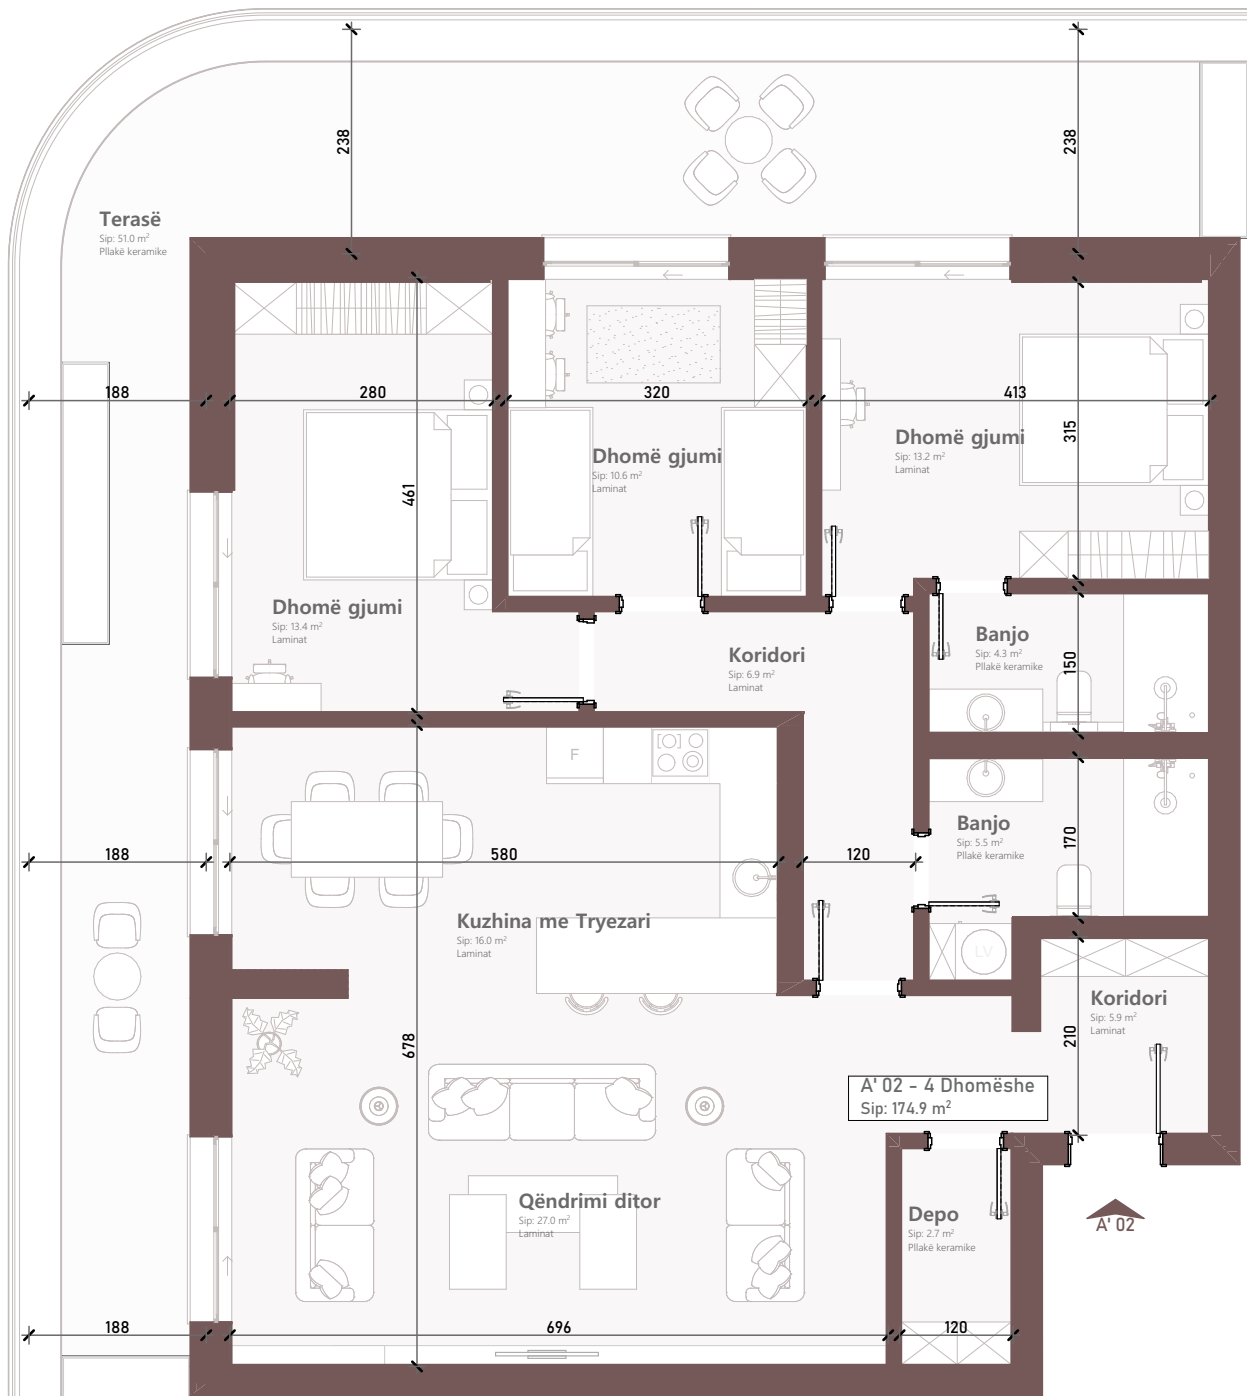 238
238
Terasë
Sip: 51.0 m²
Pllakë keramike
188
280
320
413
315
461
Dhomë gjumi
Sip: 10.6 m²
Laminat
Dhomë gjumi
Sip: 13.2 m²
Laminat
Dhomë gjumi
Sip: 13.4 m²
Laminat
Koridori
Sip: 6.9 m²
Laminat
Banjo
Sip: 4.3 m²
Pllakë keramike
150
F
188
580
120
Banjo
Sip: 5.5 m²
Pllakë keramike
170
Kuzhina me Tryezari
Sip: 16.0 m²
Laminat
LV
Koridori
Sip: 5.9 m²
Laminat
210
678
A' 02 - 4 Dhomëshe
Sip: 174.9 m²
Qëndrimi ditor
Sip: 27.0 m²
Laminat
Depo
Sip: 2.7 m²
Pllakë keramike
A' 02
188
696
120